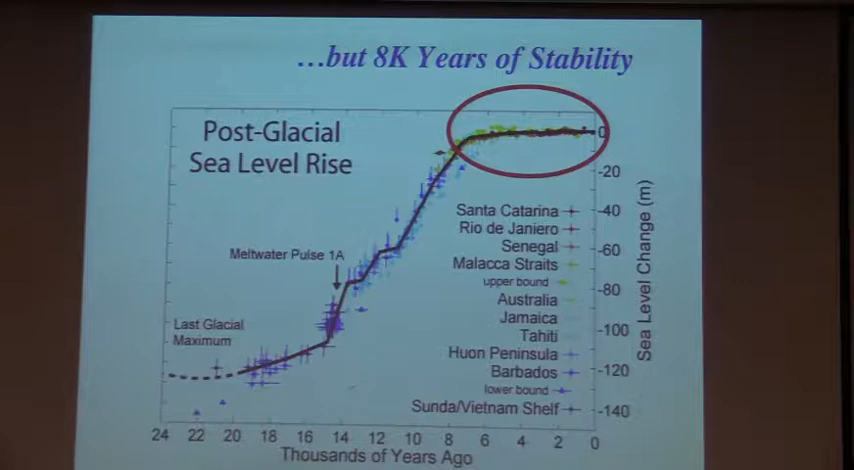 ...but 8K Years of Stability
Post-Glacial
Sea Level Rise
0
-20
-40
-60
-80
-100
-120
-140
Sea Level Change (m)
Santa Catarina
Rio de Janiero
Senegal
Malacca Straits
upper bound
Australia
Jamaica
Tahiti
Huon Peninsula
Barbados
lower bound
Sunda/Vietnam Shelf
Meltwater Pulse 1A
Last Glacial
Maximum
24 22 20 18 16 14 12 10 8 6 4 2 0
Thousands of Years Ago